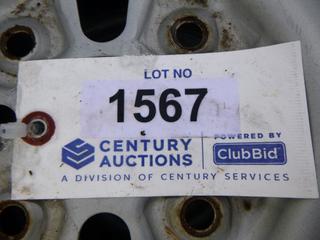 LOT NO
1567
CENTURY
AUCTIONS
POWERED BY
ClubBid
A DIVISION OF CENTURY SERVICES